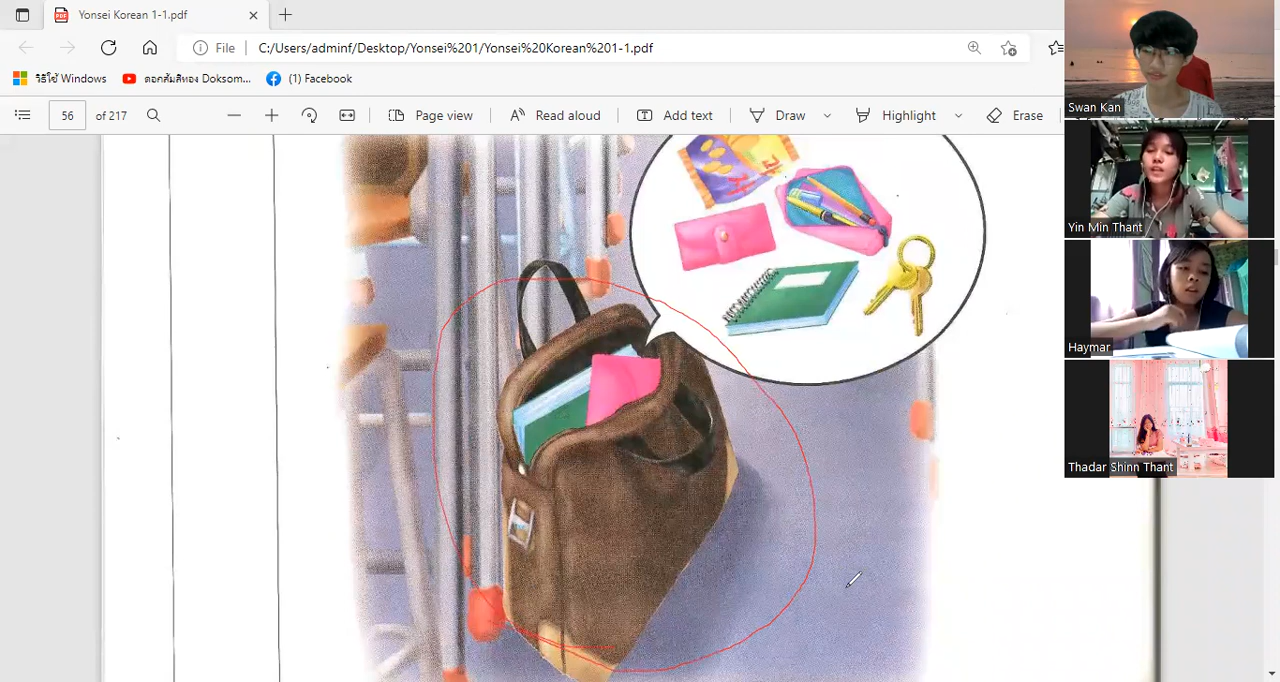 Yonsei Korean 1-1.pdf
File
C:/Users/adminf/Desktop/Yonsei%201/Yonsei%20Korean%201-1.pdf
วิธีใช้ Windows
ดอกส้มสีทอง Doksom...
(1) Facebook
56 of 217
Page view
Read aloud
Add text
Draw
Highlight
Erase
Swan Kan
Yin Min Thant
Haymar
Thadar Shinn Thant